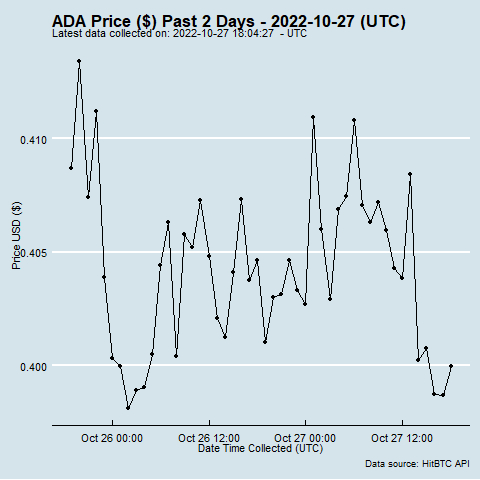 ADA Price ($) Past 2 Days - 2022-10-27 (UTC)
Latest data collected on: 2022-10-27 18:04:27 - UTC
0.410
0.405
0.400
Price USD ($)
Oct 26 00:00 Oct 26 12:00 Oct 27 00:00 Oct 27 12:00
Date Time Collected (UTC)
Data source: HitBTC API